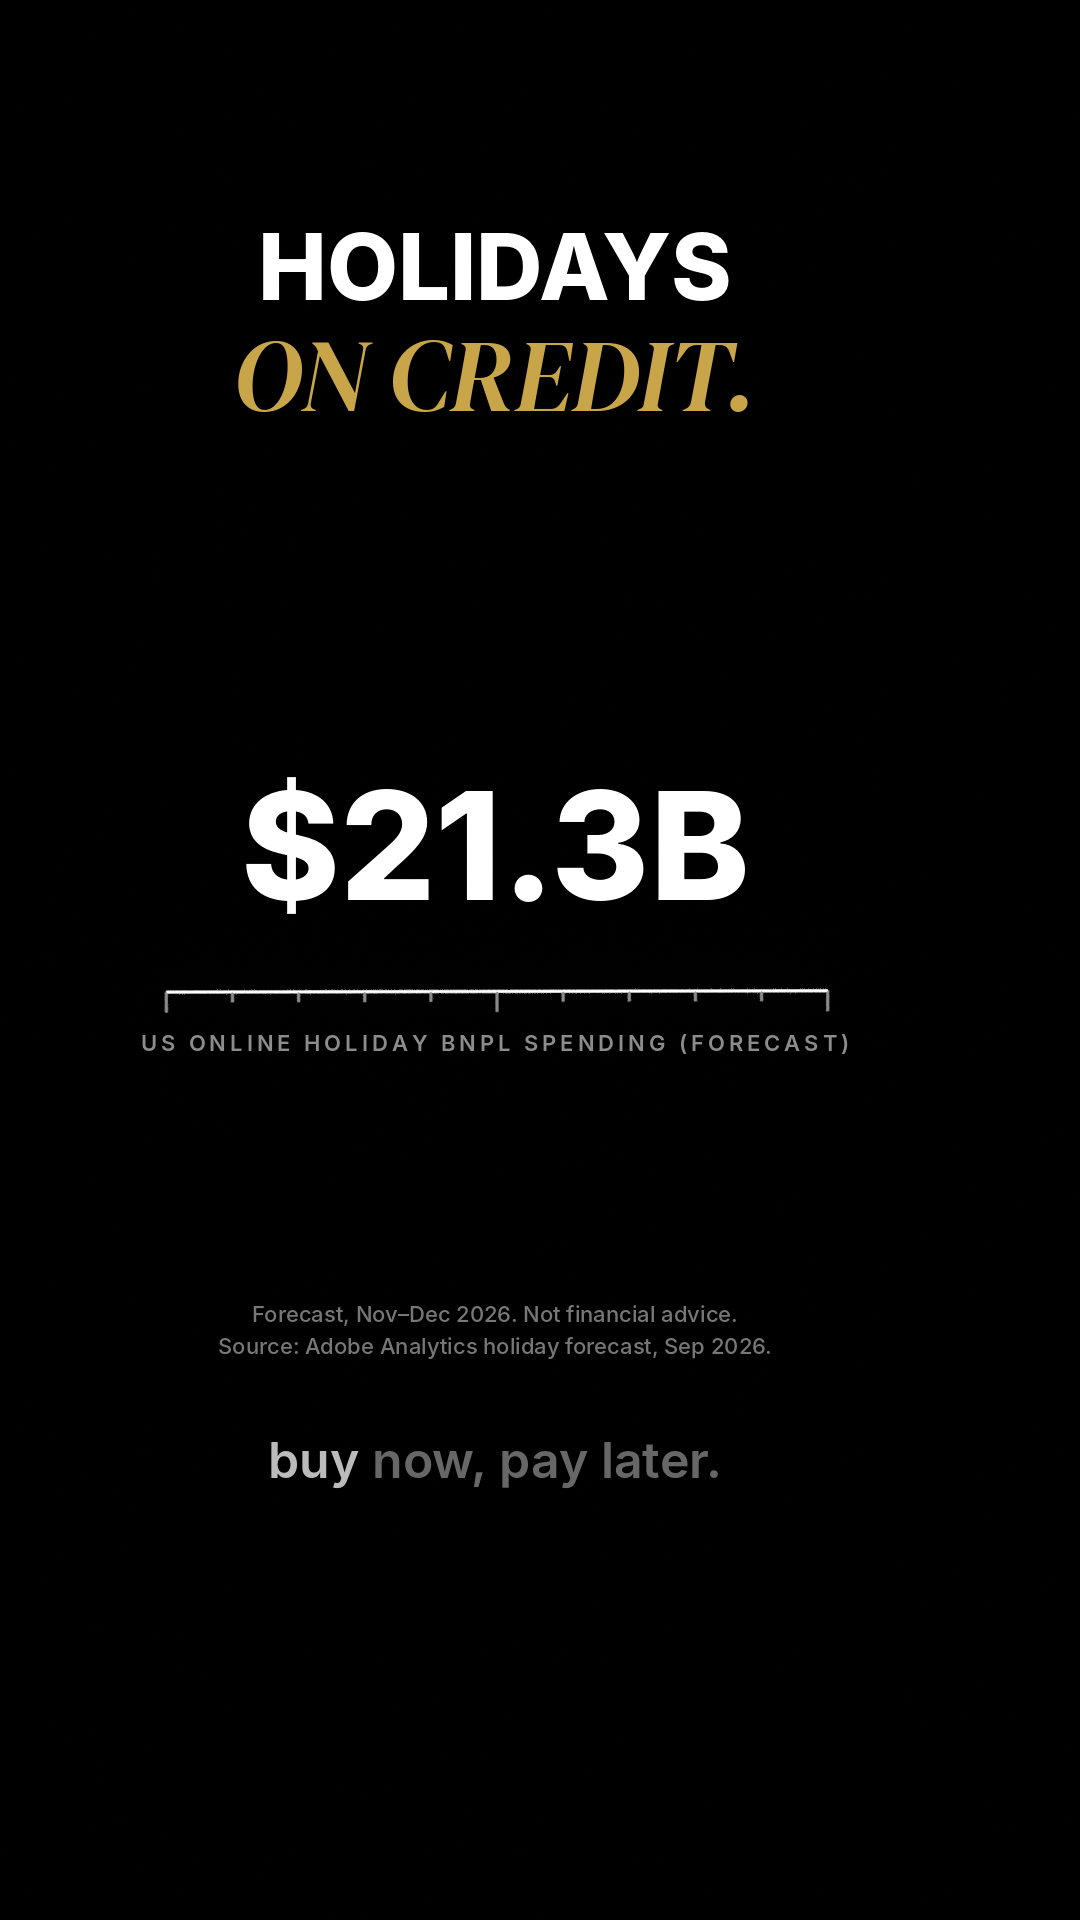 HOLIDAYS
ON CREDIT.
$21.3B
US ONLINE HOLIDAY BNPL SPENDING (FORECAST)
Forecast, Nov–Dec 2026. Not financial advice.
Source: Adobe Analytics holiday forecast, Sep 2026.
buy now, pay later.